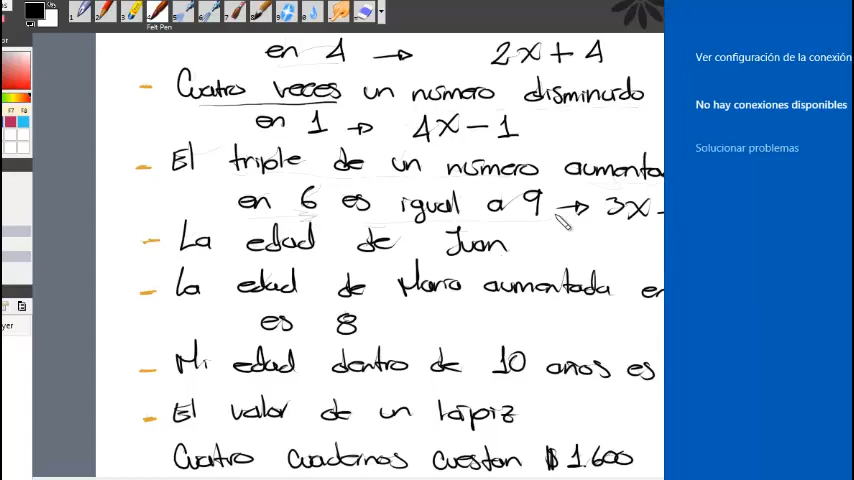 Felt Pen
en 4 → 2x + 4
- Cuatro veces un número disminuido
en 1 → 4x - 1
- El triple de un número aumenta
en 6 es igual a 9 → 3x -
- La edad de Juan
- La edad de María aumentada en
es 8
- Mi edad dentro de 10 años es
- El valor de un lápiz
Cuatro cuadernos cuestan $ 1.600
Ver configuración de la conexión
No hay conexiones disponibles
Solucionar problemas